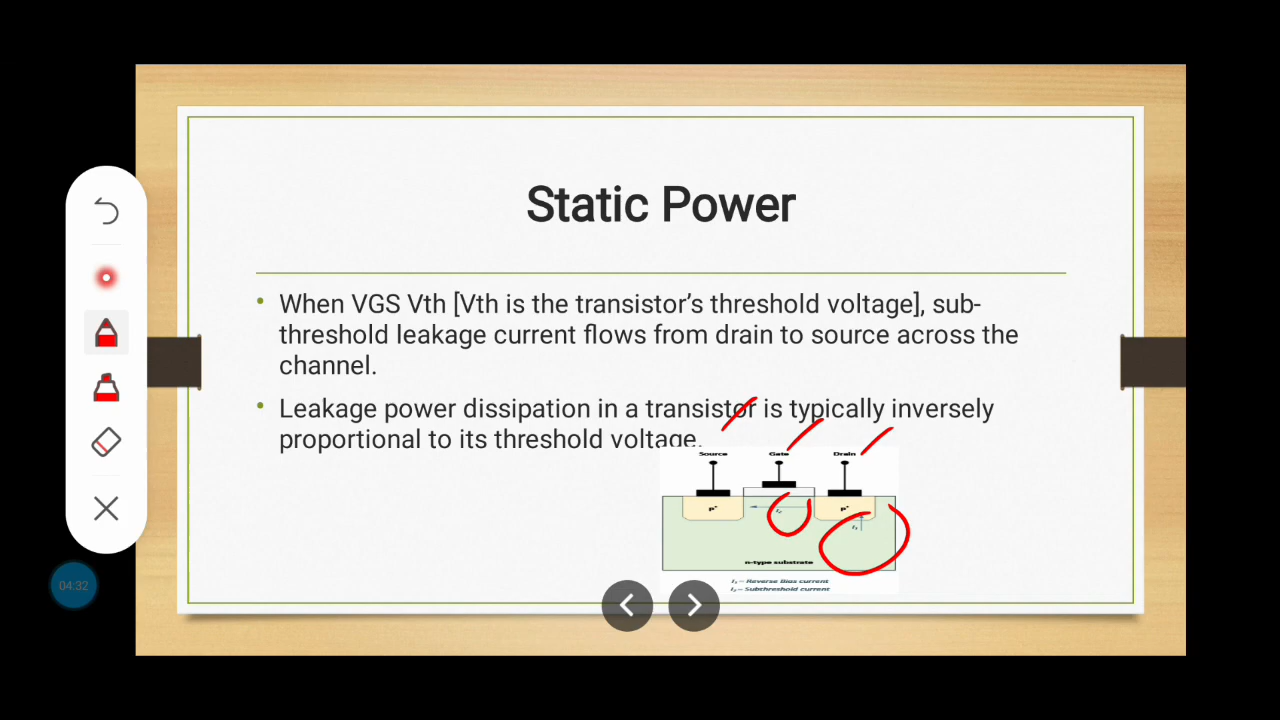 Static Power
• When VGS Vth [Vth is the transistor’s threshold voltage], sub-
threshold leakage current flows from drain to source across the
channel.
• Leakage power dissipation in a transistor is typically inversely
proportional to its threshold voltage.
Source Gate Drain
P+ P+
n-type substrate
I1 – Reverse Bias current
I2 – Subthreshold current
04:32